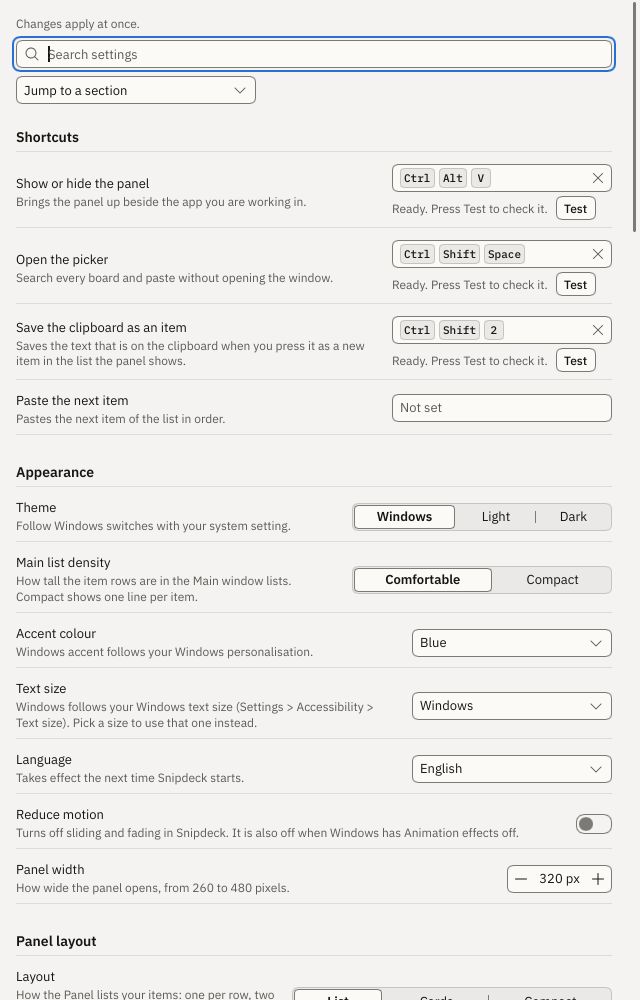 Changes apply at once.
Search settings
Jump to a section
Shortcuts
Show or hide the panel
Brings the panel up beside the app you are working in.
Ctrl Alt V
Ready. Press Test to check it. Test
Open the picker
Search every board and paste without opening the window.
Ctrl Shift Space
Ready. Press Test to check it. Test
Save the clipboard as an item
Saves the text that is on the clipboard when you press it as a new
item in the list the panel shows.
Ctrl Shift 2
Ready. Press Test to check it. Test
Paste the next item
Pastes the next item of the list in order.
Not set
Appearance
Theme
Follow Windows switches with your system setting.
Windows Light Dark
Main list density
How tall the item rows are in the Main window lists.
Compact shows one line per item.
Comfortable Compact
Accent colour
Windows accent follows your Windows personalisation.
Blue
Text size
Windows follows your Windows text size (Settings > Accessibility >
Text size). Pick a size to use that one instead.
Windows
Language
Takes effect the next time Snipdeck starts.
English
Reduce motion
Turns off sliding and fading in Snipdeck. It is also off when Windows has Animation effects off.
Panel width
How wide the panel opens, from 260 to 480 pixels.
320 px
Panel layout
Layout
How the Panel lists your items: one per row, two
List Cards Compact